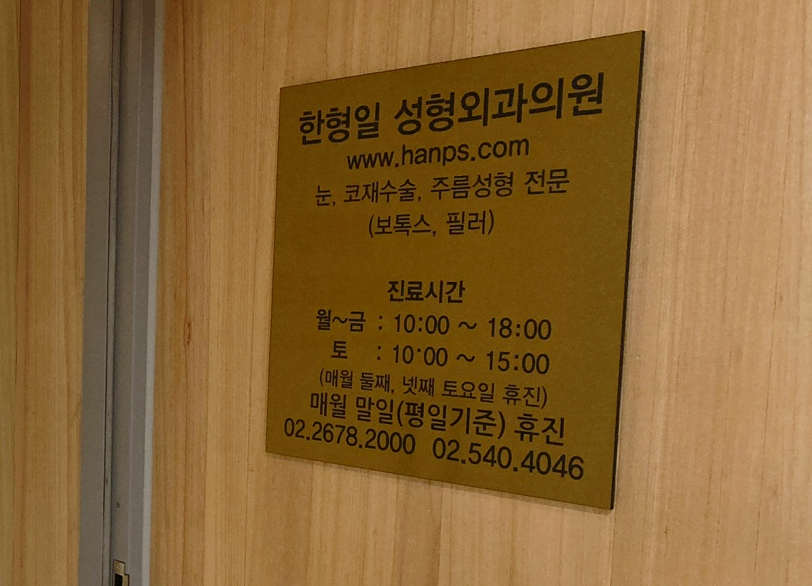 한형일 성형외과의원
www.hanps.com
눈, 코재수술, 주름성형 전문
(보톡스, 필러)
진료시간
월~금 : 10:00 ~ 18:00
토 : 10:00 ~ 15:00
(매월 둘째, 넷째 토요일 휴진)
매월 말일(평일기준) 휴진
02.2678.2000 02.540.4046